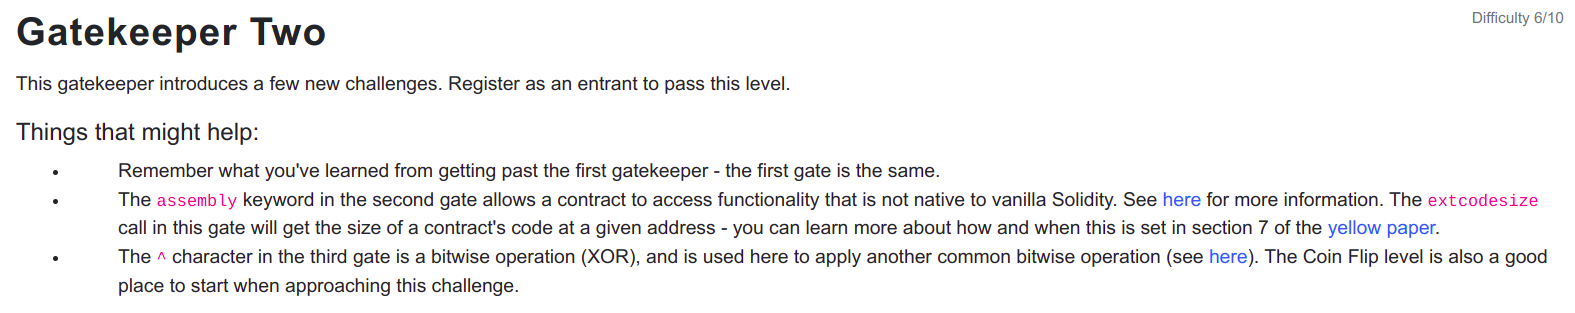 Gatekeeper Two
Difficulty 6/10
This gatekeeper introduces a few new challenges. Register as an entrant to pass this level.
Things that might help:
• Remember what you've learned from getting past the first gatekeeper - the first gate is the same.
• The assembly keyword in the second gate allows a contract to access functionality that is not native to vanilla Solidity. See here for more information. The extcodesize
call in this gate will get the size of a contract's code at a given address - you can learn more about how and when this is set in section 7 of the yellow paper.
• The ^ character in the third gate is a bitwise operation (XOR), and is used here to apply another common bitwise operation (see here). The Coin Flip level is also a good
place to start when approaching this challenge.